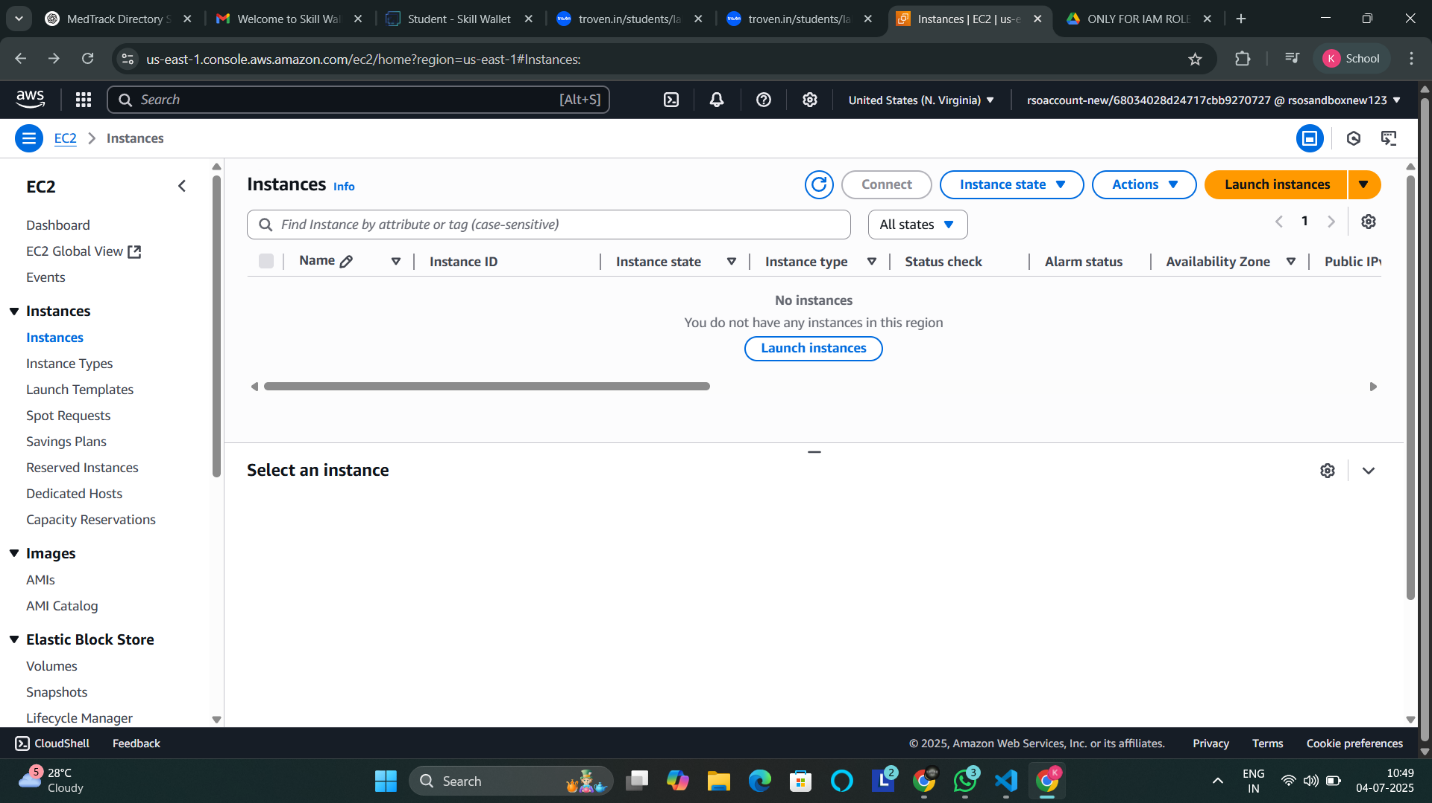 MedTrack Directory S
Welcome to Skill Wal
Student - Skill Wallet
troven.in/students/la
troven.in/students/la
Instances | EC2 | us-e
ONLY FOR IAM ROLE
us-east-1.console.aws.amazon.com/ec2/home?region=us-east-1#Instances:
K School
aws
Search [Alt+S]
United States (N. Virginia)
rsoaccount-new/68034028d24717cbb9270727 @ rsosandboxnew123
EC2 > Instances
EC2
Dashboard
EC2 Global View
Events
Instances
Instances
Instance Types
Launch Templates
Spot Requests
Savings Plans
Reserved Instances
Dedicated Hosts
Capacity Reservations
Images
AMIs
AMI Catalog
Elastic Block Store
Volumes
Snapshots
Lifecycle Manager
Instances Info
Connect
Instance state
Actions
Launch instances
Find Instance by attribute or tag (case-sensitive)
All states
1
Name Instance ID Instance state Instance type Status check Alarm status Availability Zone Public IPv
No instances
You do not have any instances in this region
Launch instances
Select an instance
CloudShell Feedback
© 2025, Amazon Web Services, Inc. or its affiliates. Privacy Terms Cookie preferences
5
28°C
Cloudy
Search
L 2
3
K
ENG
IN
10:49
04-07-2025